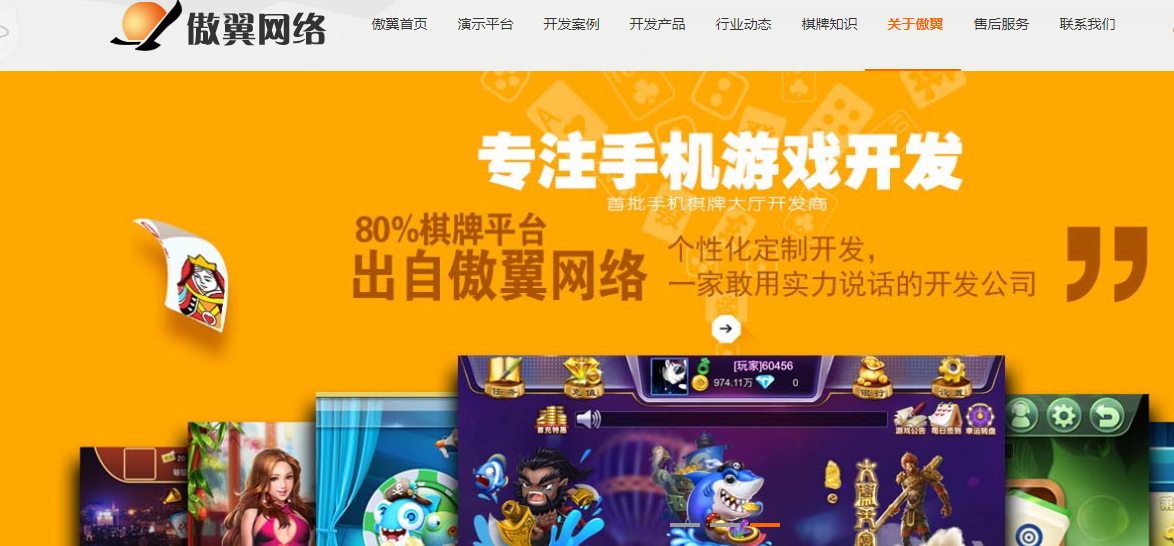 傲翼网络
傲翼首页 演示平台 开发案例 开发产品 行业动态 棋牌知识 关于傲翼 售后服务 联系我们
专注手机游戏开发
首批手机棋牌大厅开发商
80%棋牌平台
出自傲翼网络
个性化定制开发,
一家敢用实力说话的开发公司
[玩家]60456
974.11万 0
任务 充值 银行 设置
首充特惠 游戏公告 每日签到 幸运转盘